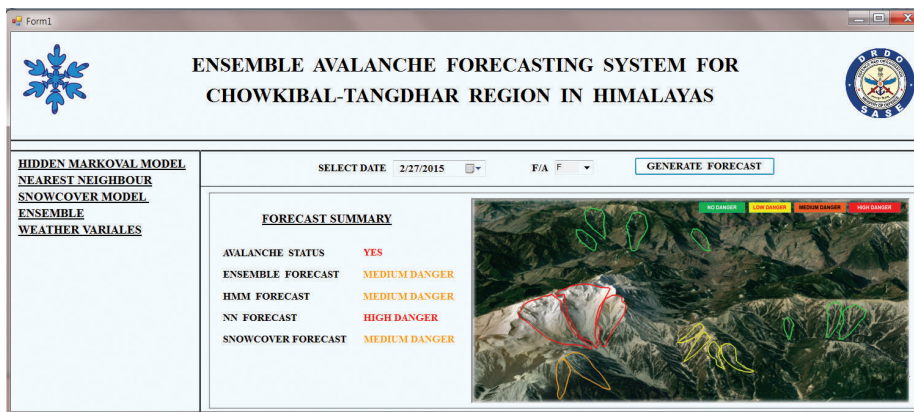 Form1
ENSEMBLE AVALANCHE FORECASTING SYSTEM FOR
CHOWKIBAL-TANGDHAR REGION IN HIMALAYAS
DRDO
SASE
HIDDEN MARKOVAL MODEL
NEAREST NEIGHBOUR
SNOWCOVER MODEL
ENSEMBLE
WEATHER VARIALES
SELECT DATE 2/27/2015 F/A F GENERATE FORECAST
FORECAST SUMMARY
AVALANCHE STATUS YES
ENSEMBLE FORECAST MEDIUM DANGER
HMM FORECAST MEDIUM DANGER
NN FORECAST HIGH DANGER
SNOWCOVER FORECAST MEDIUM DANGER
NO DANGER LOW DANGER MEDIUM DANGER HIGH DANGER